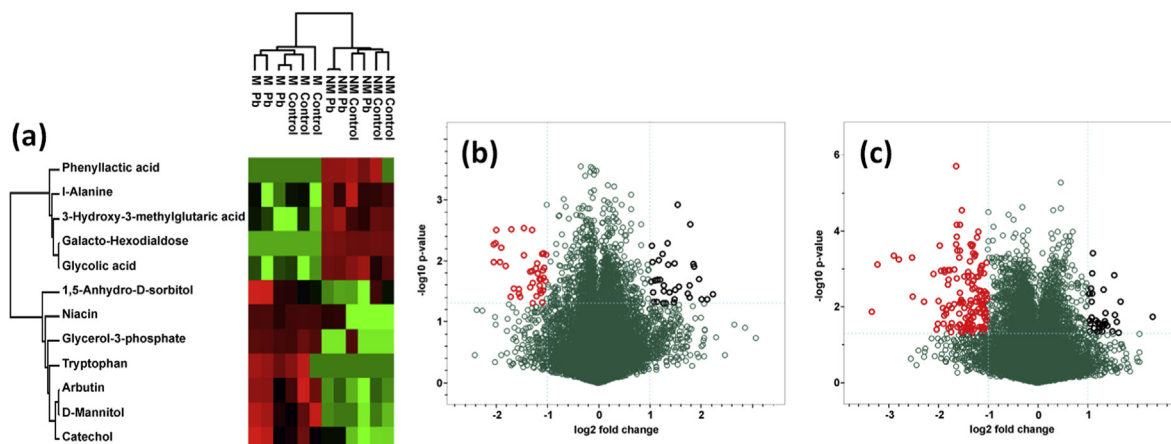 M Pb
M Pb
M Pb
M Control
M Control
M Control
NM Pb
NM Pb
NM Control
NM Pb
NM Control
NM Control
(a)
Phenyllactic acid
l-Alanine
3-Hydroxy-3-methylglutaric acid
Galacto-Hexodialdose
Glycolic acid
1,5-Anhydro-D-sorbitol
Niacin
Glycerol-3-phosphate
Tryptophan
Arbutin
D-Mannitol
Catechol
(b)
-log10 p-value
3
2
1
0
-2 -1 0 1 2
log2 fold change
(c)
-log10 p-value
6
4
2
0
-3 -2 -1 0 1 2
log2 fold change